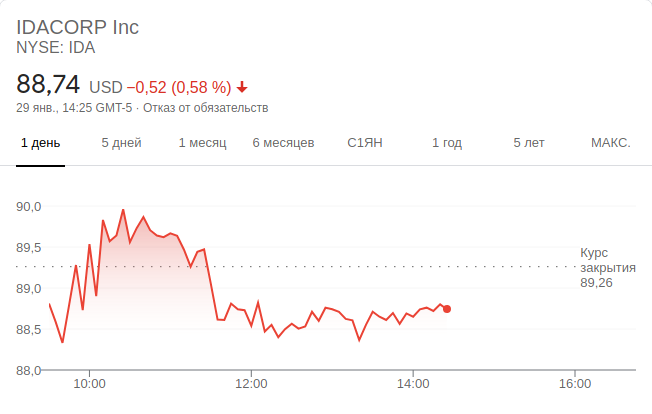 IDACORP Inc
NYSE: IDA
88,74 USD −0,52 (0,58 %)
29 янв., 14:25 GMT-5 · Отказ от обязательств
1 день 5 дней 1 месяц 6 месяцев С1ЯН 1 год 5 лет МАКС.
90,0
89,5
Курс
закрытия
89,26
89,0
88,5
88,0
10:00 12:00 14:00 16:00